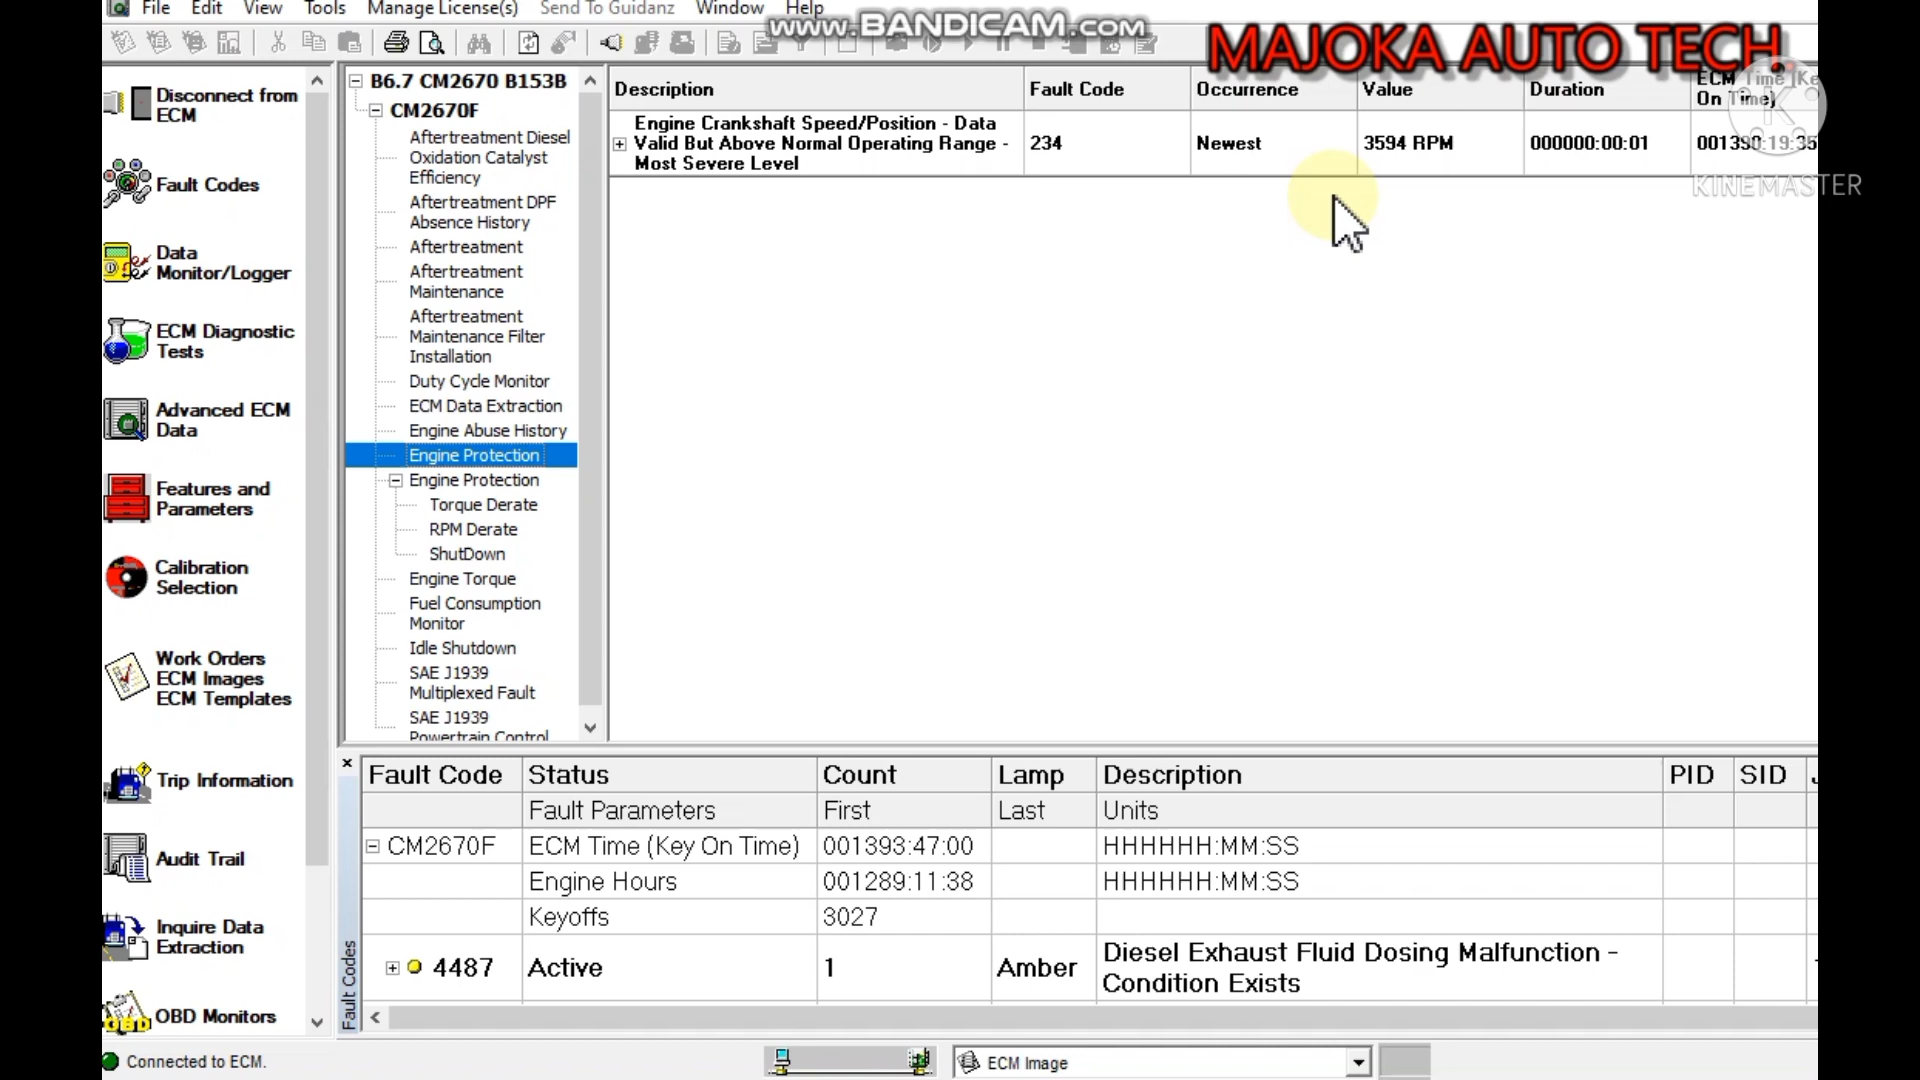 File Edit View Tools Manage License(s) Send To Guidanz Window Help
www.BANDICAM.com
MAJOKA AUTO TECH
KINEMASTER
Disconnect from
ECM
Fault Codes
Data
Monitor/Logger
ECM Diagnostic
Tests
Advanced ECM
Data
Features and
Parameters
Calibration
Selection
Work Orders
ECM Images
ECM Templates
Trip Information
Audit Trail
Inquire Data
Extraction
OBD Monitors
B6.7 CM2670 B153B
CM2670F
Aftertreatment Diesel
Oxidation Catalyst
Efficiency
Aftertreatment DPF
Absence History
Aftertreatment
Aftertreatment
Maintenance
Aftertreatment
Maintenance Filter
Installation
Duty Cycle Monitor
ECM Data Extraction
Engine Abuse History
Engine Protection
Engine Protection
Torque Derate
RPM Derate
ShutDown
Engine Torque
Fuel Consumption
Monitor
Idle Shutdown
SAE J1939
Multiplexed Fault
SAE J1939
Powertrain Control
Description Fault Code Occurrence Value Duration ECM Time (Ke
On Time)
Engine Crankshaft Speed/Position - Data
Valid But Above Normal Operating Range - 234 Newest 3594 RPM 000000:00:01 001390:19:35
Most Severe Level
Fault Code Status Count Lamp Description PID SID
Fault Parameters First Last Units
CM2670F ECM Time (Key On Time) 001393:47:00 HHHHHH:MM:SS
Engine Hours 001289:11:38 HHHHHH:MM:SS
Keyoffs 3027
4487 Active 1 Amber Diesel Exhaust Fluid Dosing Malfunction -
Condition Exists
Fault Codes
Connected to ECM.
ECM Image